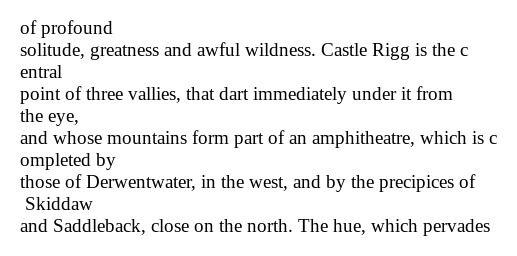 of profound
solitude, greatness and awful wildness. Castle Rigg is the c
entral
point of three vallies, that dart immediately under it from
the eye,
and whose mountains form part of an amphitheatre, which is c
ompleted by
those of Derwentwater, in the west, and by the precipices of
Skiddaw
and Saddleback, close on the north. The hue, which pervades